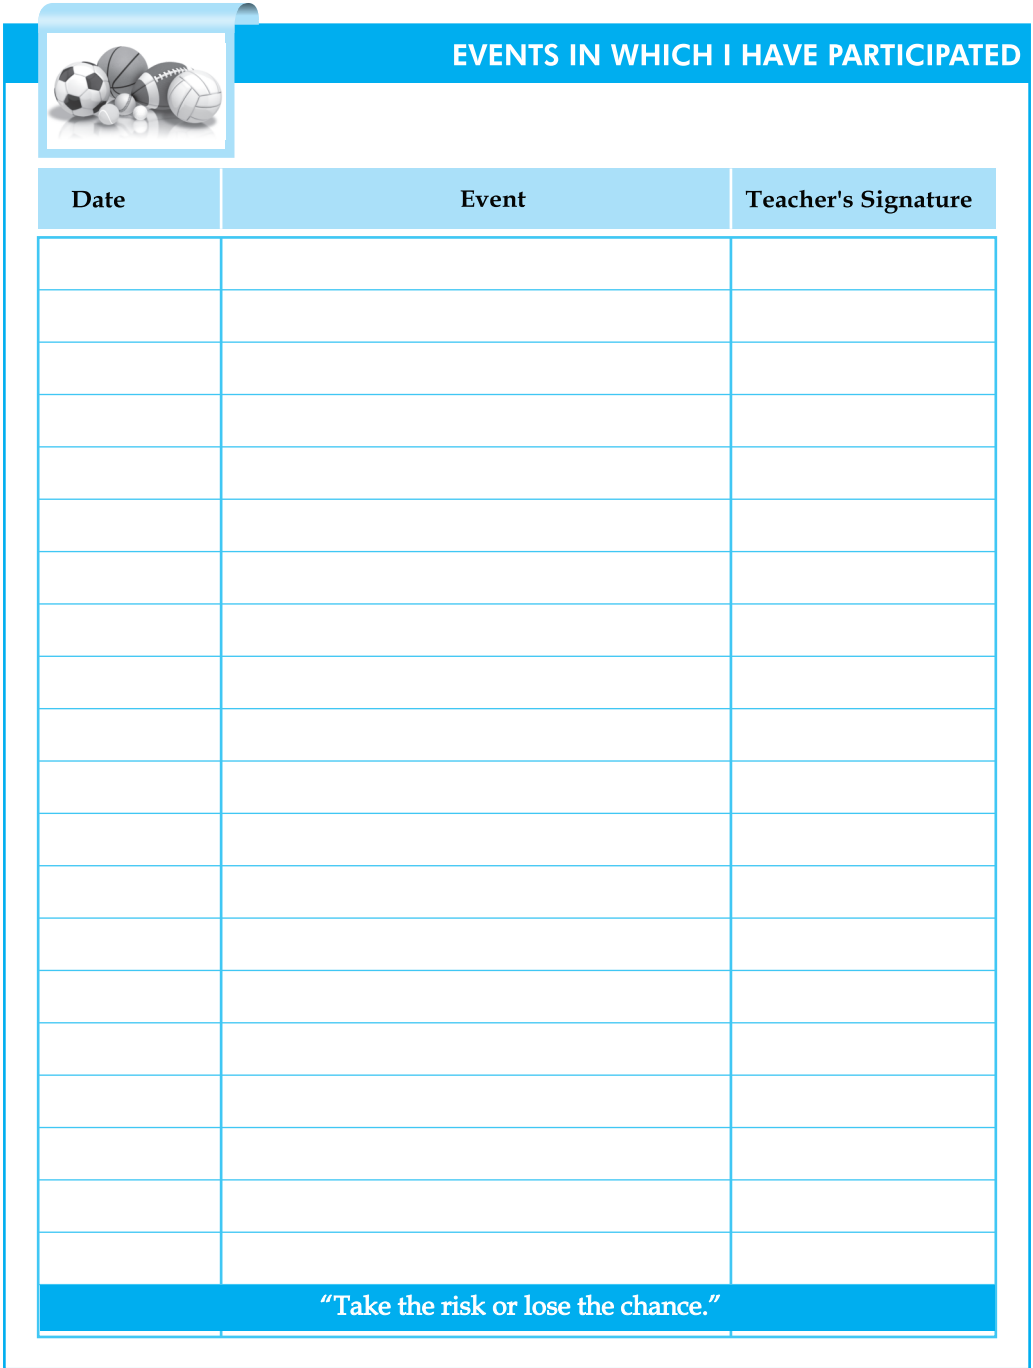 EVENTS IN WHICH I HAVE PARTICIPATED
Date Event Teacher's Signature
“Take the risk or lose the chance.”